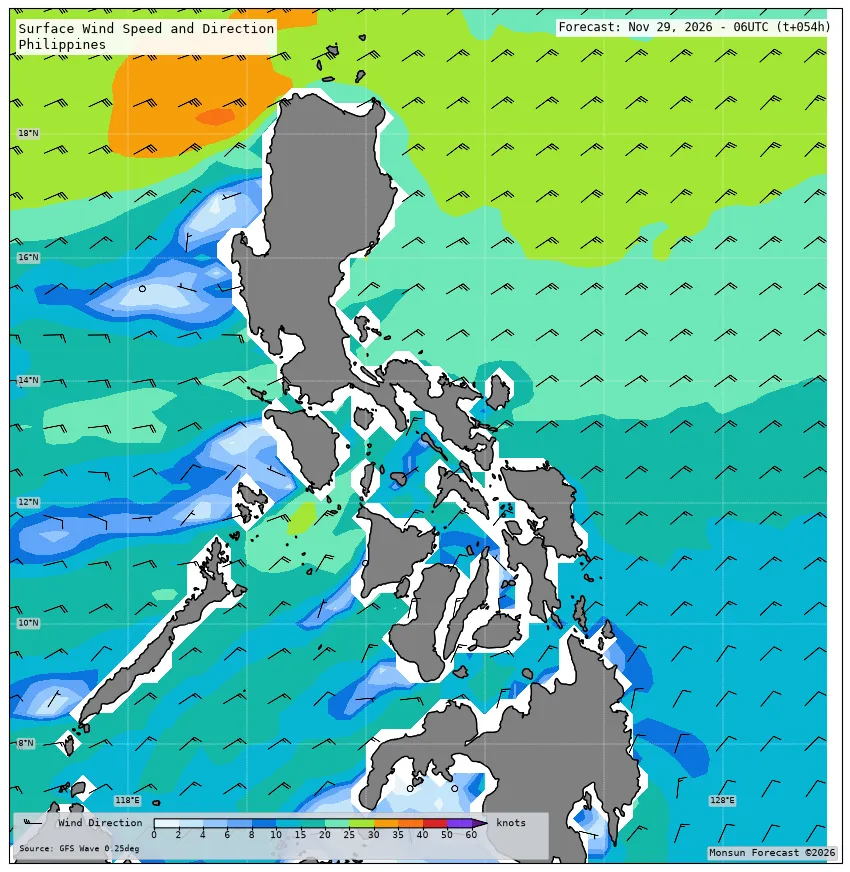 Surface Wind Speed and Direction
Philippines
Forecast: Nov 29, 2026 - 06UTC (t+054h)
18°N
16°N
14°N
12°N
10°N
8°N
118°E
128°E
Wind Direction
0 2 4 6 8 10 15 20 25 30 35 40 50 60
knots
Source: GFS Wave 0.25deg
Monsun Forecast ©2026